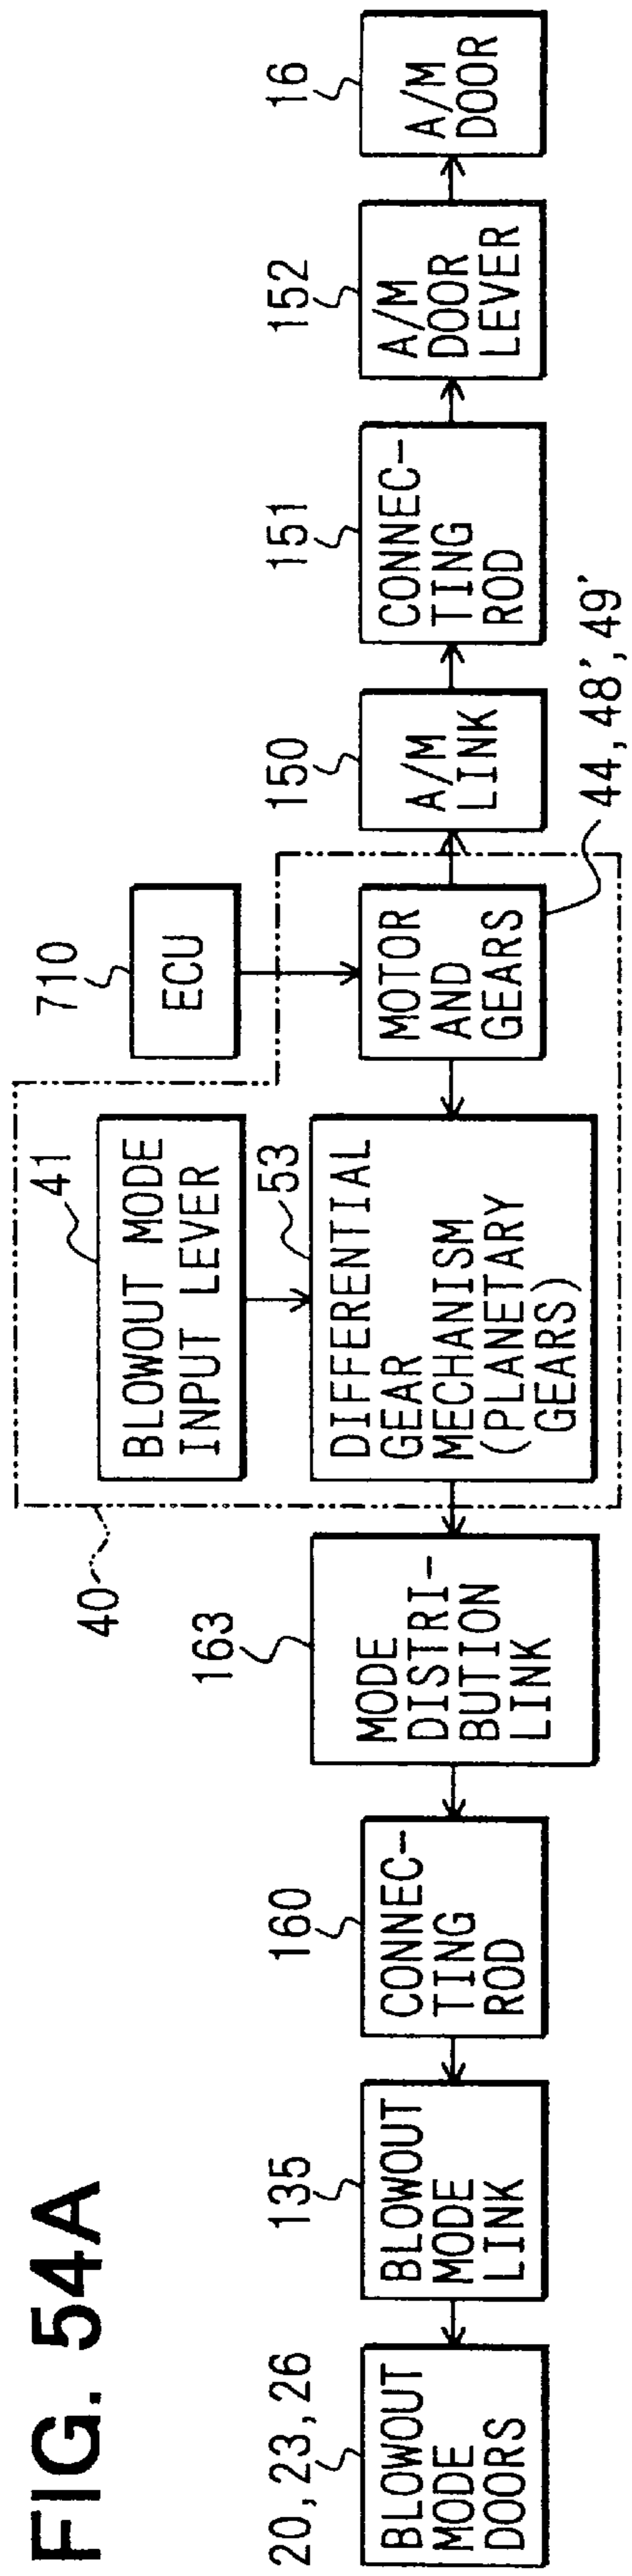 FIG. 54A
20, 23, 26
BLOWOUT
MODE
DOORS
135
BLOWOUT
MODE
LINK
160
CONNEC-
TING
ROD
163
MODE
DISTRI-
BUTION
LINK
40
41
BLOWOUT MODE
INPUT LEVER
53
DIFFERENTIAL
GEAR
MECHANISM
(PLANETARY
GEARS)
710
ECU
MOTOR
AND
GEARS
44, 48', 49'
150
A/M
LINK
151
CONNEC-
TING
ROD
152
A/M
DOOR
LEVER
16
A/M
DOOR